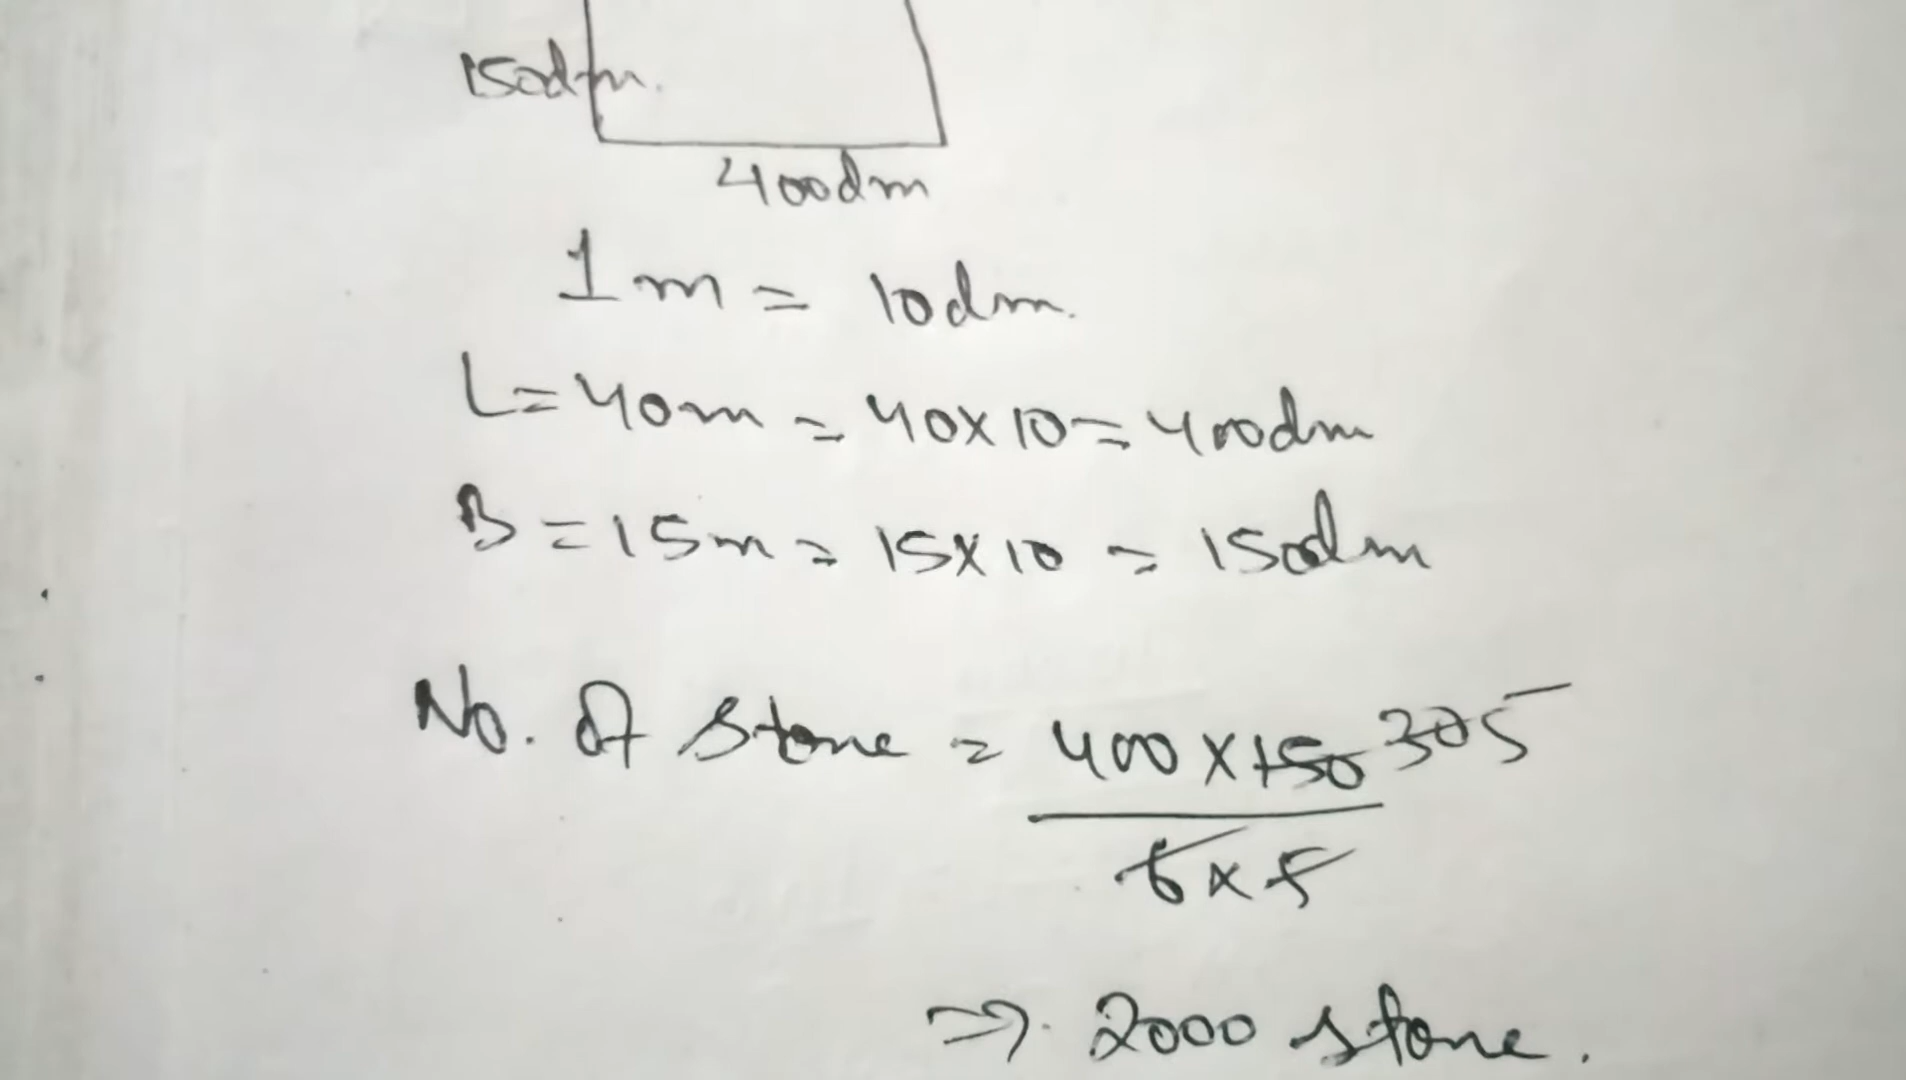 150dm.
400dm
1m = 10dm.
L = 40m = 40×10 = 400dm
B = 15m = 15×10 = 150dm
No. of stone = 400×150 30 5
6×5
⇒ 2000 stone.